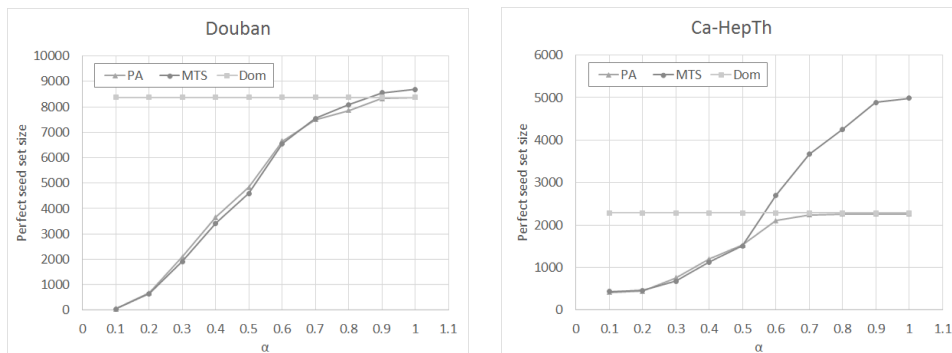 Douban
10000
9000
8000
7000
6000
5000
4000
3000
2000
1000
0
Perfect seed set size
PA MTS Dom
0 0.1 0.2 0.3 0.4 0.5 0.6 0.7 0.8 0.9 1 1.1
α
Ca-HepTh
6000
5000
4000
3000
2000
1000
0
Perfect seed set size
PA MTS Dom
0 0.1 0.2 0.3 0.4 0.5 0.6 0.7 0.8 0.9 1 1.1
α